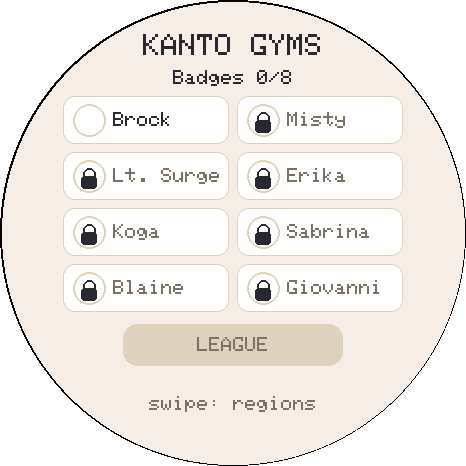 KANTO GYMS
Badges 0/8
Brock
Misty
Lt. Surge
Erika
Koga
Sabrina
Blaine
Giovanni
LEAGUE
swipe: regions